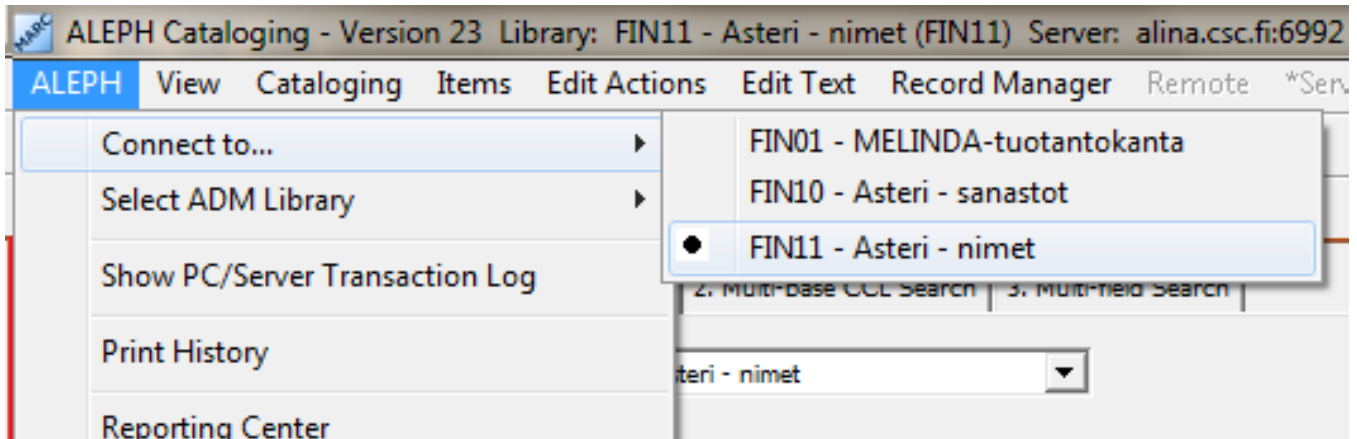 MARC ALEPH Cataloging - Version 23 Library: FIN11 - Asteri - nimet (FIN11) Server: alina.csc.fi:6992
ALEPH View Cataloging Items Edit Actions Edit Text Record Manager Remote
Connect to... FIN01 - MELINDA-tuotantokanta
Select ADM Library FIN10 - Asteri - sanastot
FIN11 - Asteri - nimet
Show PC/Server Transaction Log 2. Multi-base CCL Search 3. Multi-field Search
Print History - nimet
Reporting Center